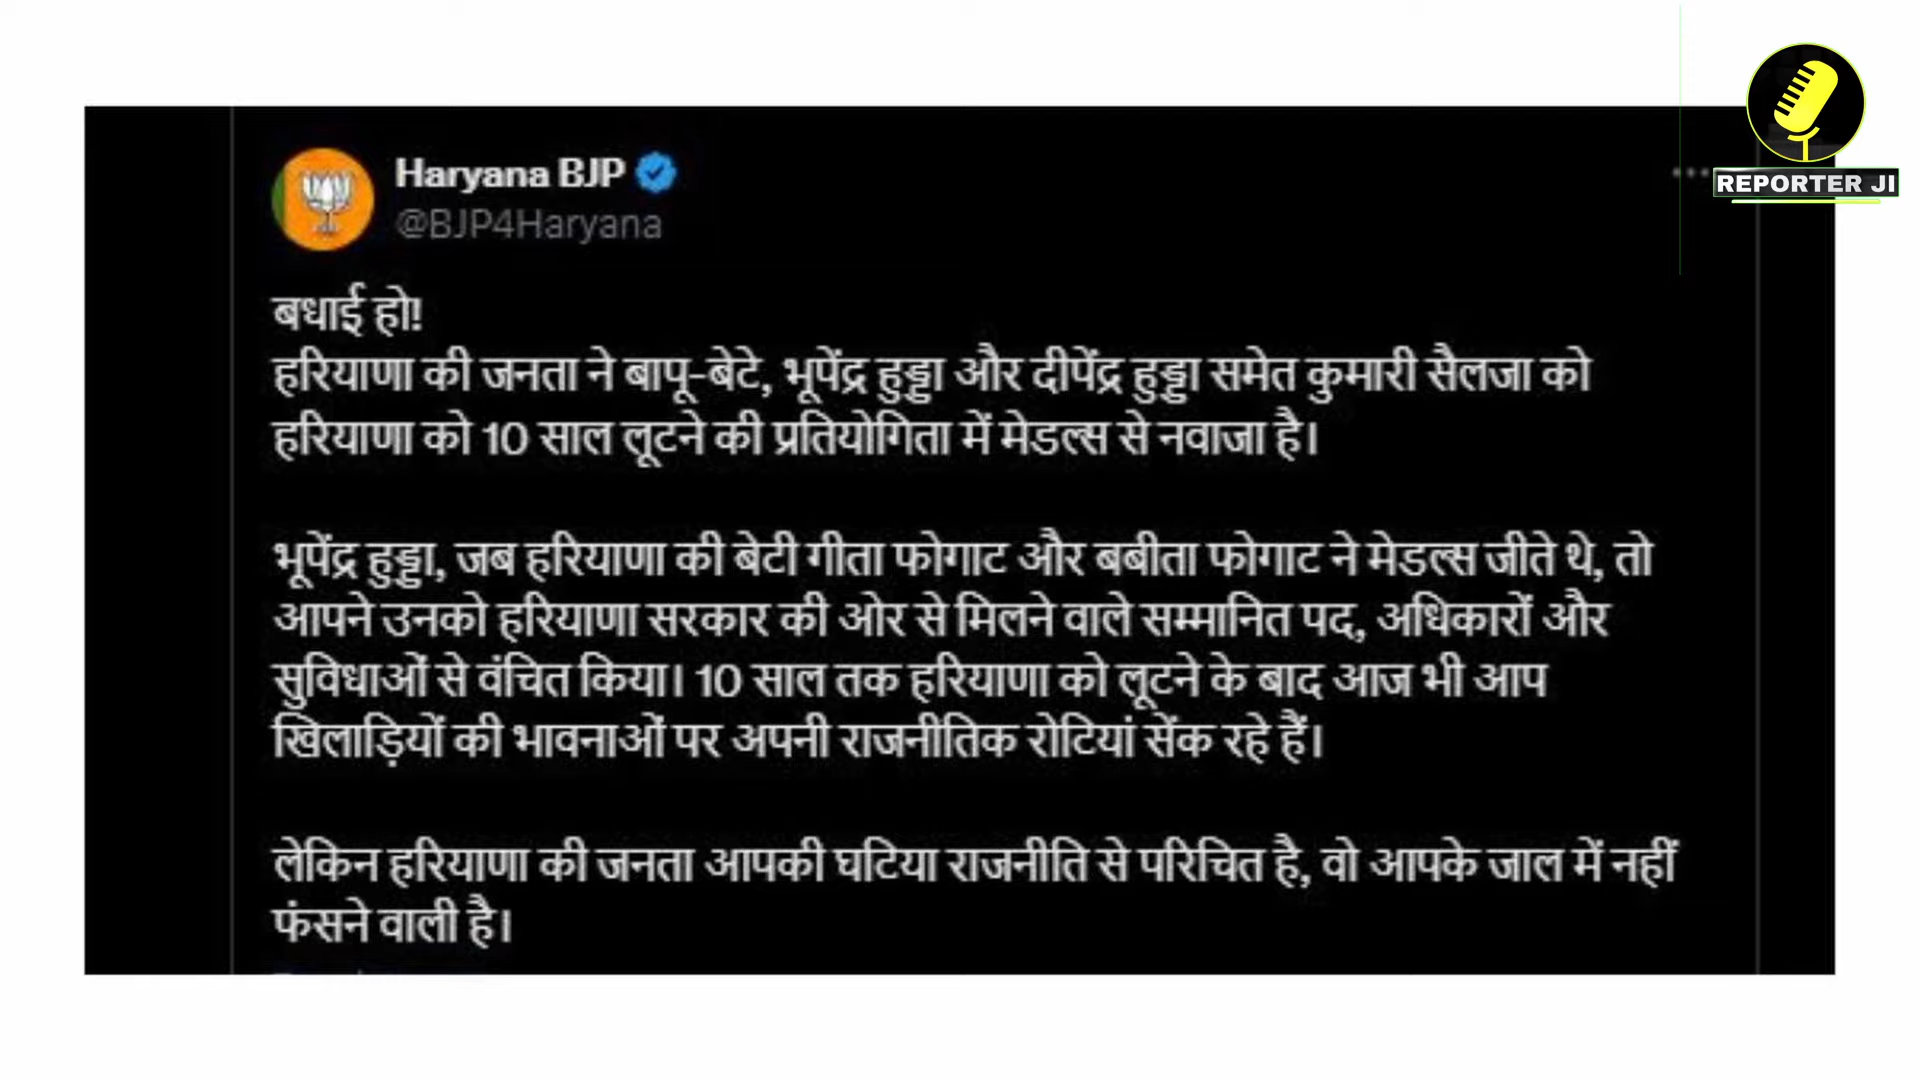 REPORTER JI
Haryana BJP
@BJP4Haryana
बधाई हो!
हरियाणा की जनता ने बापू-बेटे, भूपेंद्र हुड्डा और दीपेंद्र हुड्डा समेत कुमारी सैलजा को
हरियाणा को 10 साल लूटने की प्रतियोगिता में मेडल्स से नवाजा है।
भूपेंद्र हुड्डा, जब हरियाणा की बेटी गीता फोगाट और बबीता फोगाट ने मेडल्स जीते थे, तो
आपने उनको हरियाणा सरकार की ओर से मिलने वाले सम्मानित पद, अधिकारों और
सुविधाओं से वंचित किया। 10 साल तक हरियाणा को लूटने के बाद आज भी आप
खिलाड़ियों की भावनाओं पर अपनी राजनीतिक रोटियां सेंक रहे हैं।
लेकिन हरियाणा की जनता आपकी घटिया राजनीति से परिचित है, वो आपके जाल में नहीं
फंसने वाली है।